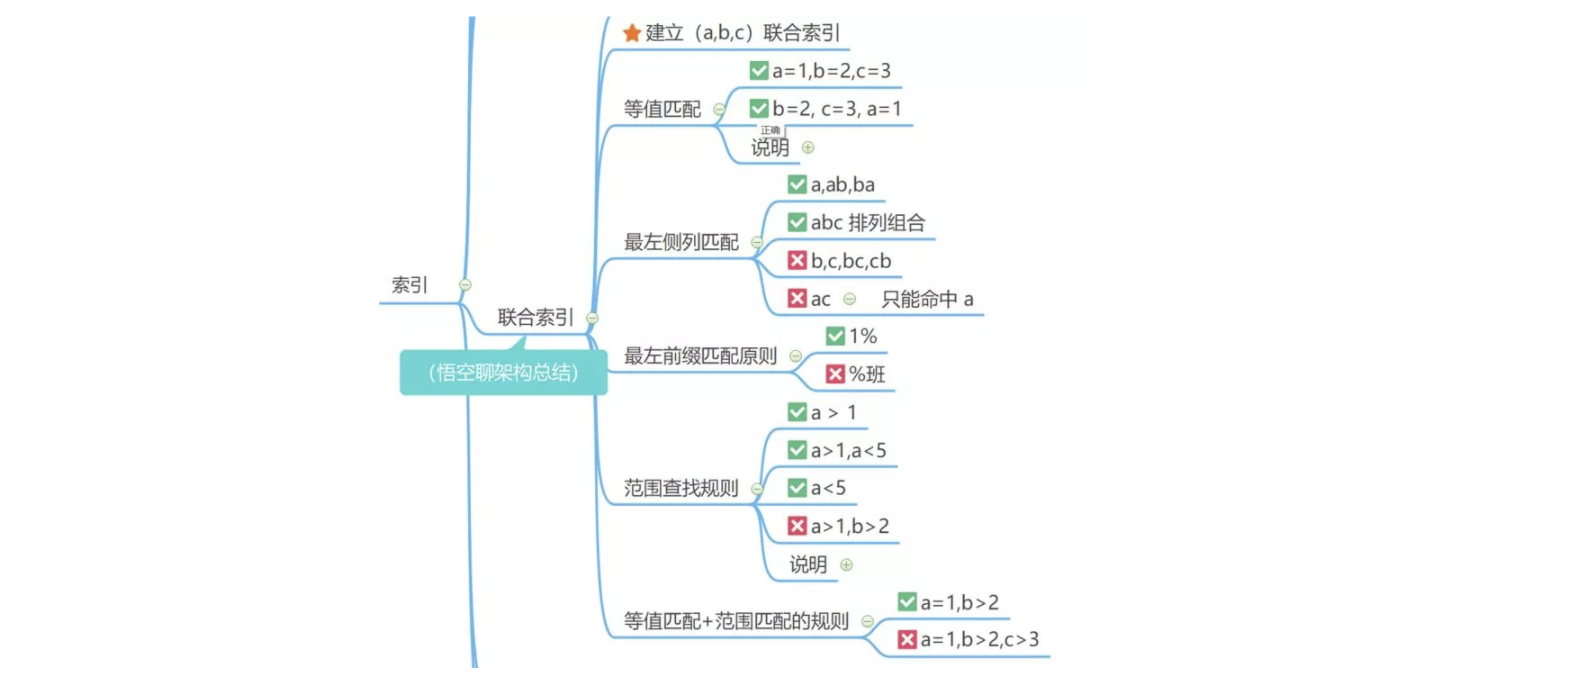 建立（a,b,c）联合索引
等值匹配
a=1,b=2,c=3
b=2, c=3, a=1
正确
说明
最左侧列匹配
a,ab,ba
abc 排列组合
b,c,bc,cb
ac
只能命中 a
索引
联合索引
（悟空聊架构总结）
最左前缀匹配原则
1%
%班
范围查找规则
a > 1
a>1,a<5
a<5
a>1,b>2
说明
等值匹配+范围匹配的规则
a=1,b>2
a=1,b>2,c>3